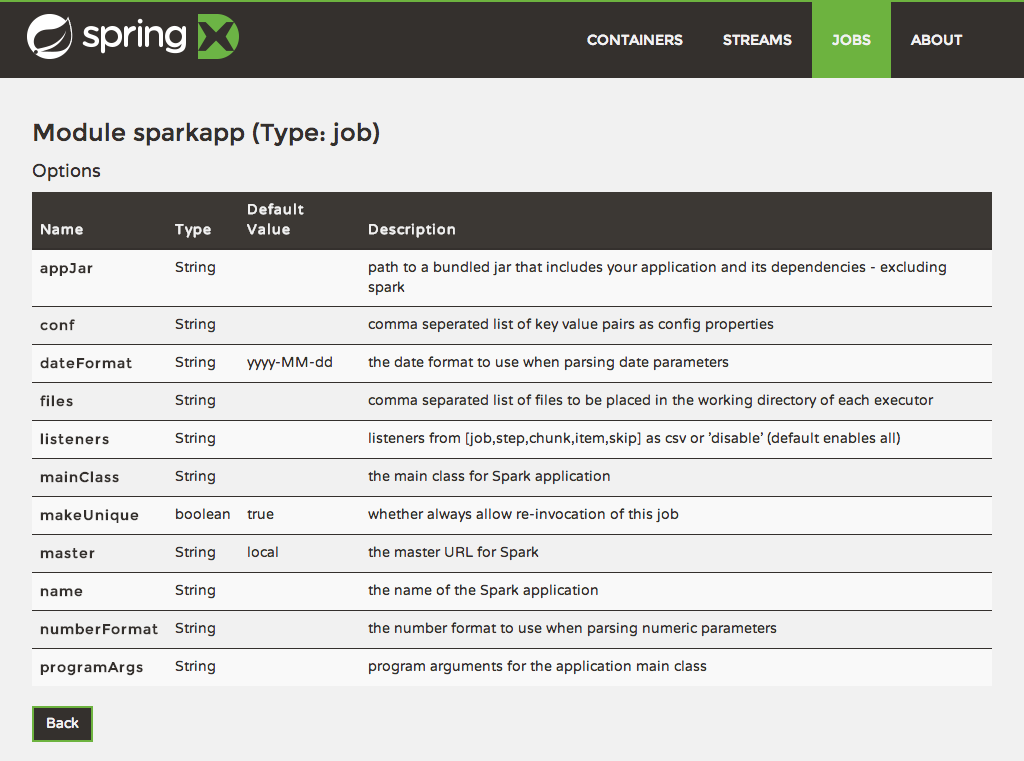 spring X
CONTAINERS STREAMS JOBS ABOUT
Module sparkapp (Type: job)
Options
Name Type Default Value Description
appJar String path to a bundled jar that includes your application and its dependencies - excluding
spark
conf String comma seperated list of key value pairs as config properties
dateFormat String yyyy-MM-dd the date format to use when parsing date parameters
files String comma separated list of files to be placed in the working directory of each executor
listeners String listeners from [job,step,chunk,item,skip] as csv or 'disable' (default enables all)
mainClass String the main class for Spark application
makeUnique boolean true whether always allow re-invocation of this job
master String local the master URL for Spark
name String the name of the Spark application
numberFormat String the number format to use when parsing numeric parameters
programArgs String program arguments for the application main class
Back